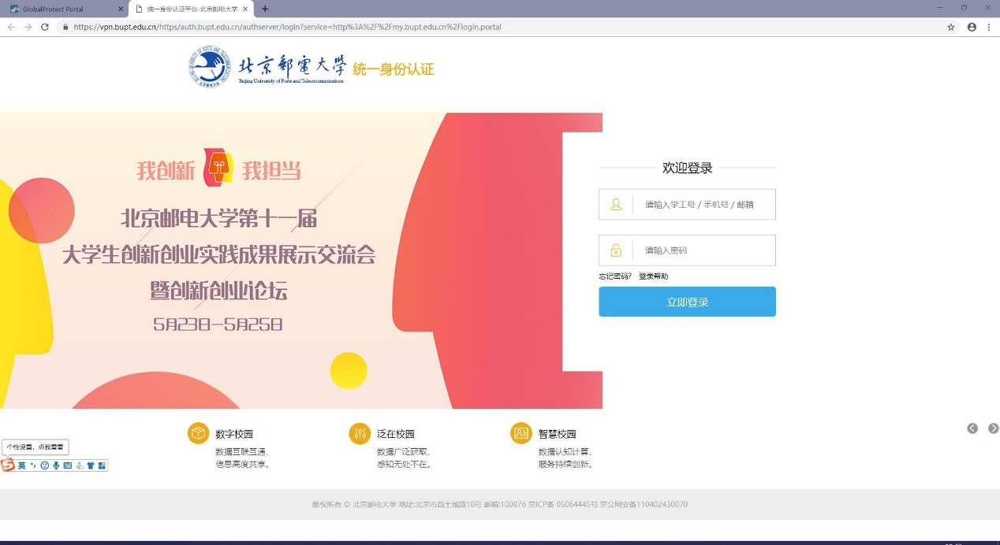 GlobalProtect Portal
统一身份认证平台-北京邮电大学
https://vpn.bupt.edu.cn/https/auth.bupt.edu.cn/authserver/login?service=http%3A%2F%2Fmy.bupt.edu.cn%2Flogin.portal
北京郵電大学 统一身份认证
Beijing University of Posts and Telecommunications
我创新 我担当
北京邮电大学第十一届
大学生创新创业实践成果展示交流会
暨创新创业论坛
5月23日-5月25日
欢迎登录
请输入学工号 / 手机号 / 邮箱
请输入密码
忘记密码? 登录帮助
立即登录
数字校园
数据互联互通,
信息高度共享。
泛在校园
数据广泛获取,
感知无处不在。
智慧校园
数据认知计算,
服务持续创新。
个性设置,点我看看
英
版权所有 © 北京邮电大学 地址:北京市西土城路10号 邮编:100876 京ICP备 05064445号 京公网安备110402430070